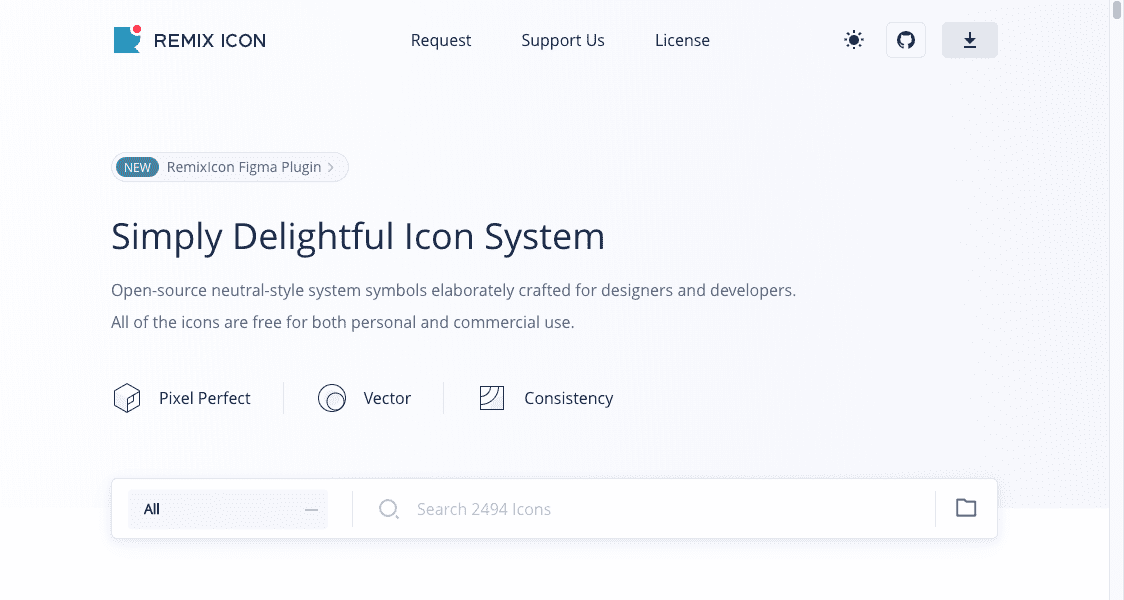 REMIX ICON
Request
Support Us
License
NEW RemixIcon Figma Plugin
Simply Delightful Icon System
Open-source neutral-style system symbols elaborately crafted for designers and developers.
All of the icons are free for both personal and commercial use.
Pixel Perfect
Vector
Consistency
All
Search 2494 Icons